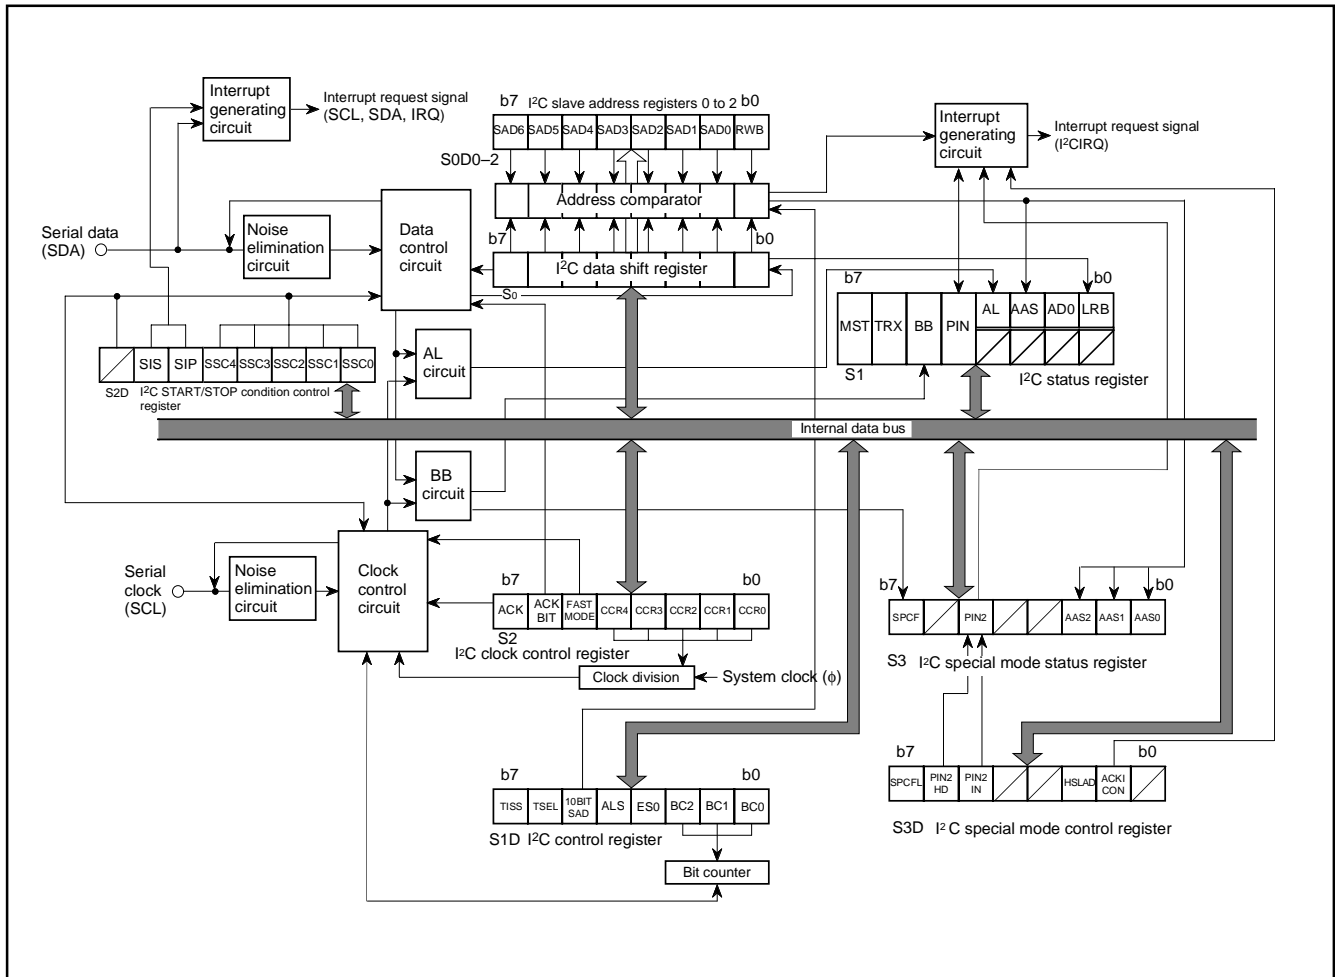 Interrupt
generating
circuit
Interrupt request signal
(SCL, SDA, IRQ)
b7
I²C slave address registers 0 to 2
b0
SAD6 SAD5 SAD4 SAD3 SAD2 SAD1 SAD0 RWB
S0D0–2
Interrupt
generating
circuit
Interrupt request signal
(I²CIRQ)
Address comparator
Serial data
(SDA)
Noise
elimination
circuit
Data
control
circuit
b7
b0
I²C data shift register
S0
b7
b0
MST TRX BB PIN AL AAS AD0 LRB
S1
I²C status register
SIS SIP SSC4 SSC3 SSC2 SSC1 SSC0
S2D
I²C START/STOP condition control
register
AL
circuit
Internal data bus
BB
circuit
Serial
clock
(SCL)
Noise
elimination
circuit
Clock
control
circuit
b7
b0
ACK
ACK
BIT
FAST
MODE
CCR4 CCR3 CCR2 CCR1 CCR0
S2
I²C clock control register
Clock division
System clock (ϕ)
b7
b0
SPCF PIN2 AAS2 AAS1 AAS0
S3 I²C special mode status register
b7
b0
TISS TSEL
10BIT
SAD
ALS ES0 BC2 BC1 BC0
S1D I²C control register
Bit counter
b7
b0
SPCFL
PIN2
HD
PIN2
IN
HSLAD
ACKI
CON
S3D I² C special mode control register